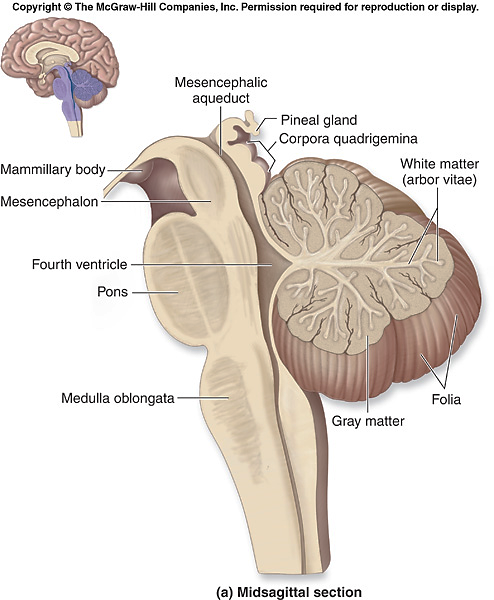 Copyright © The McGraw-Hill Companies, Inc. Permission required for reproduction or display.
Mesencephalic
aqueduct
Pineal gland
Corpora quadrigemina
White matter
(arbor vitae)
Mammillary body
Mesencephalon
Fourth ventricle
Pons
Medulla oblongata
Folia
Gray matter
(a) Midsagittal section